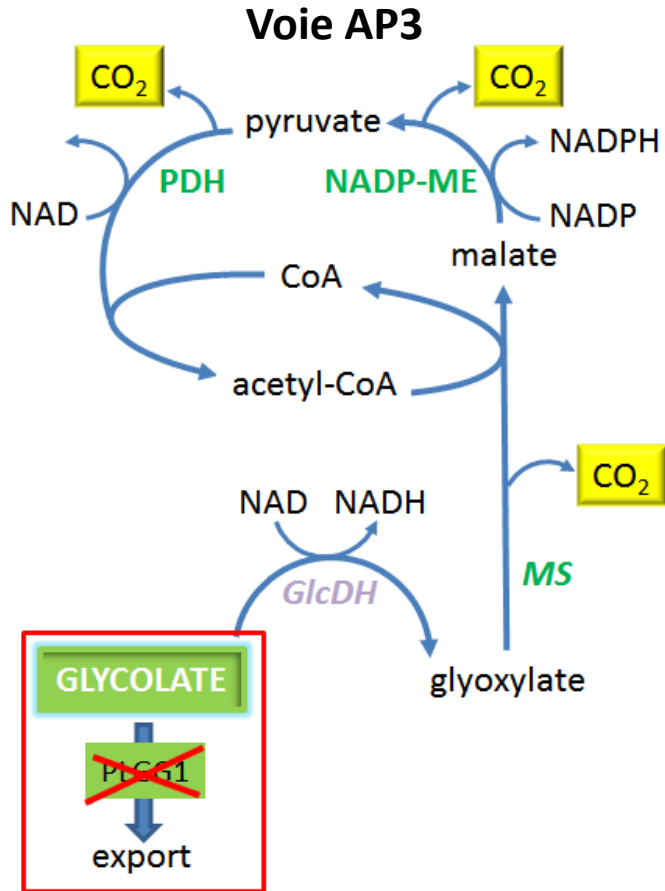 Voie AP3
CO₂
CO₂
pyruvate
NADPH
PDH
NADP-ME
NAD
NADP
malate
CoA
acetyl-CoA
CO₂
NAD NADH
GlcDH
MS
GLYCOLATE
glyoxylate
PLGG1
export